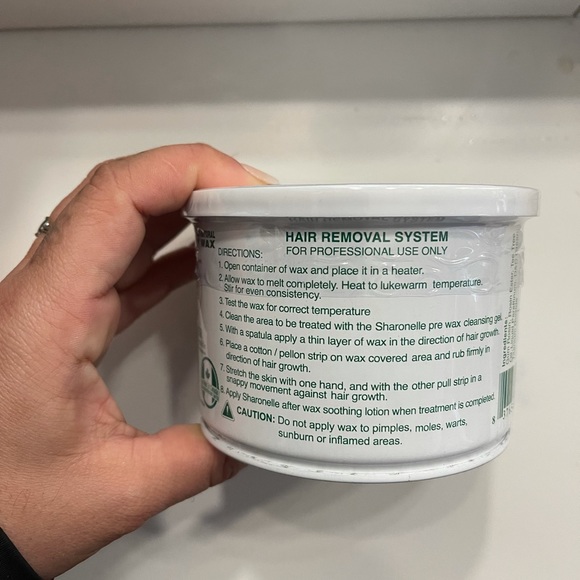 WAX
HAIR REMOVAL SYSTEM
FOR PROFESSIONAL USE ONLY
DIRECTIONS:
1. Open container of wax and place it in a heater.
2. Allow wax to melt completely. Heat to lukewarm temperature.
Stir for even consistency.
3. Test the wax for correct temperature
4. Clean the area to be treated with the Sharonelle pre wax cleansing gel.
5. With a spatula apply a thin layer of wax in the direction of hair growth.
6. Place a cotton / pellon strip on wax covered area and rub firmly in
direction of hair growth.
7. Stretch the skin with one hand, and with the other pull strip in a
snappy movement against hair growth.
8. Apply Sharonelle after wax soothing lotion when treatment is completed.
CAUTION: Do not apply wax to pimples, moles, warts,
sunburn or inflamed areas.